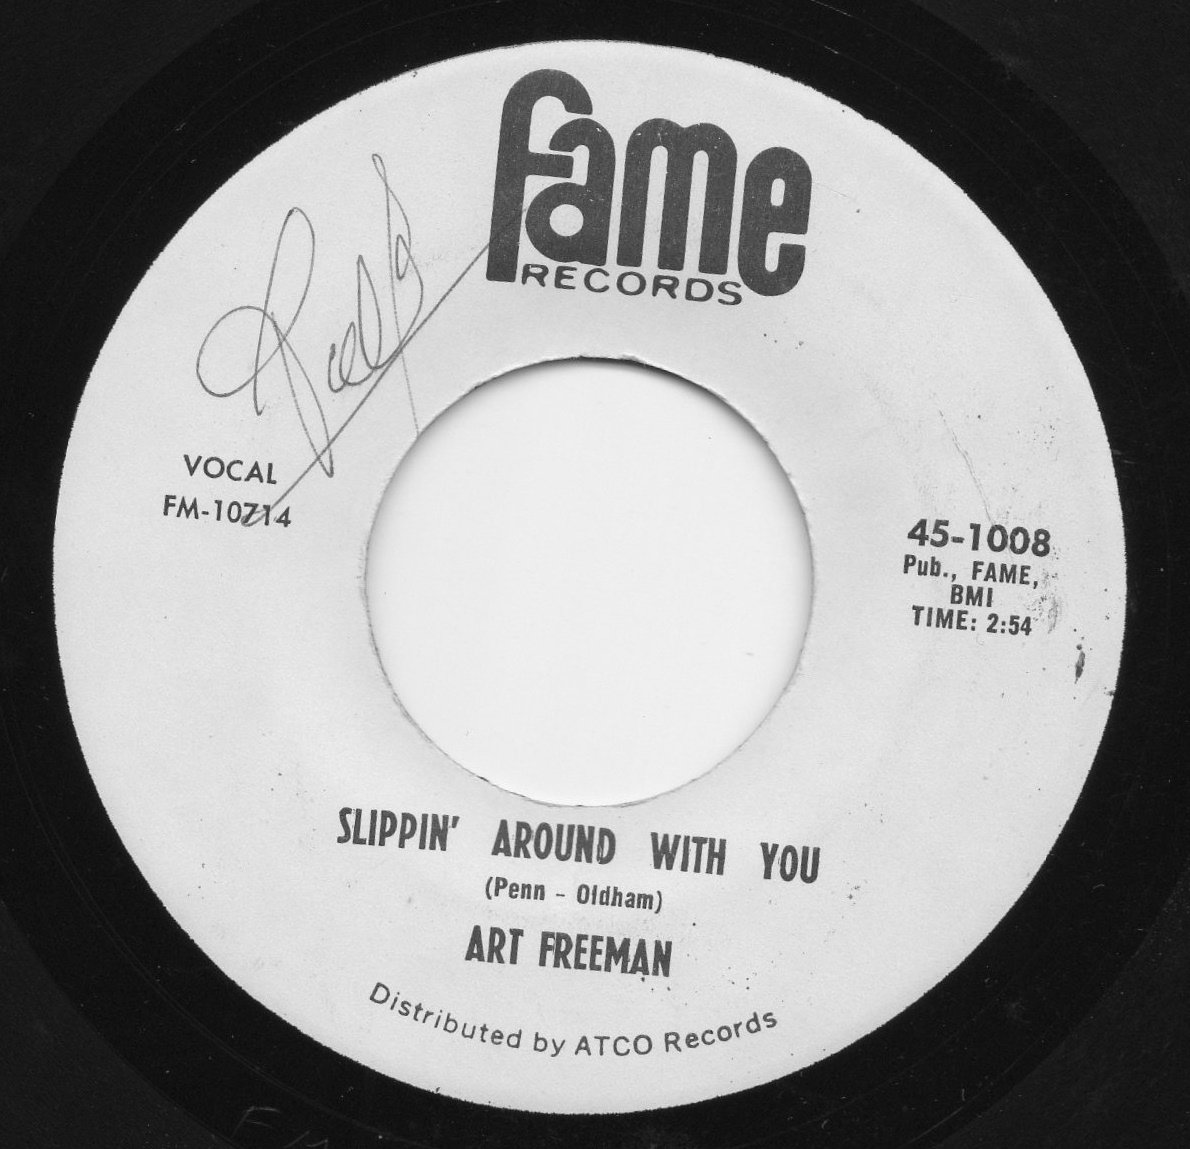 fame
RECORDS
VOCAL
FM-10714
45-1008
Pub., FAME,
BMI
TIME: 2:54
SLIPPIN' AROUND WITH YOU
(Penn - Oldham)
ART FREEMAN
Distributed by ATCO Records